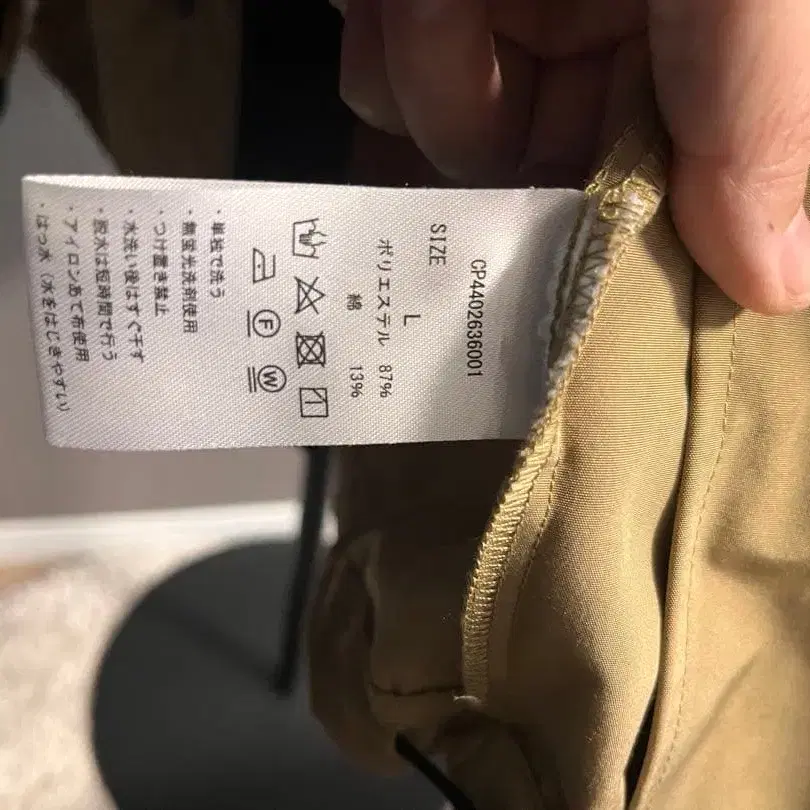 CP4402636001
SIZE
L
ポリエステル 87%
綿 13%
F W
・単独で洗う
・無蛍光洗剤使用
・つけ置き禁止
・水洗い後はすぐ干す
・脱水は短時間で行う
・アイロンあて布使用
・はっ水（水をはじきやすい）